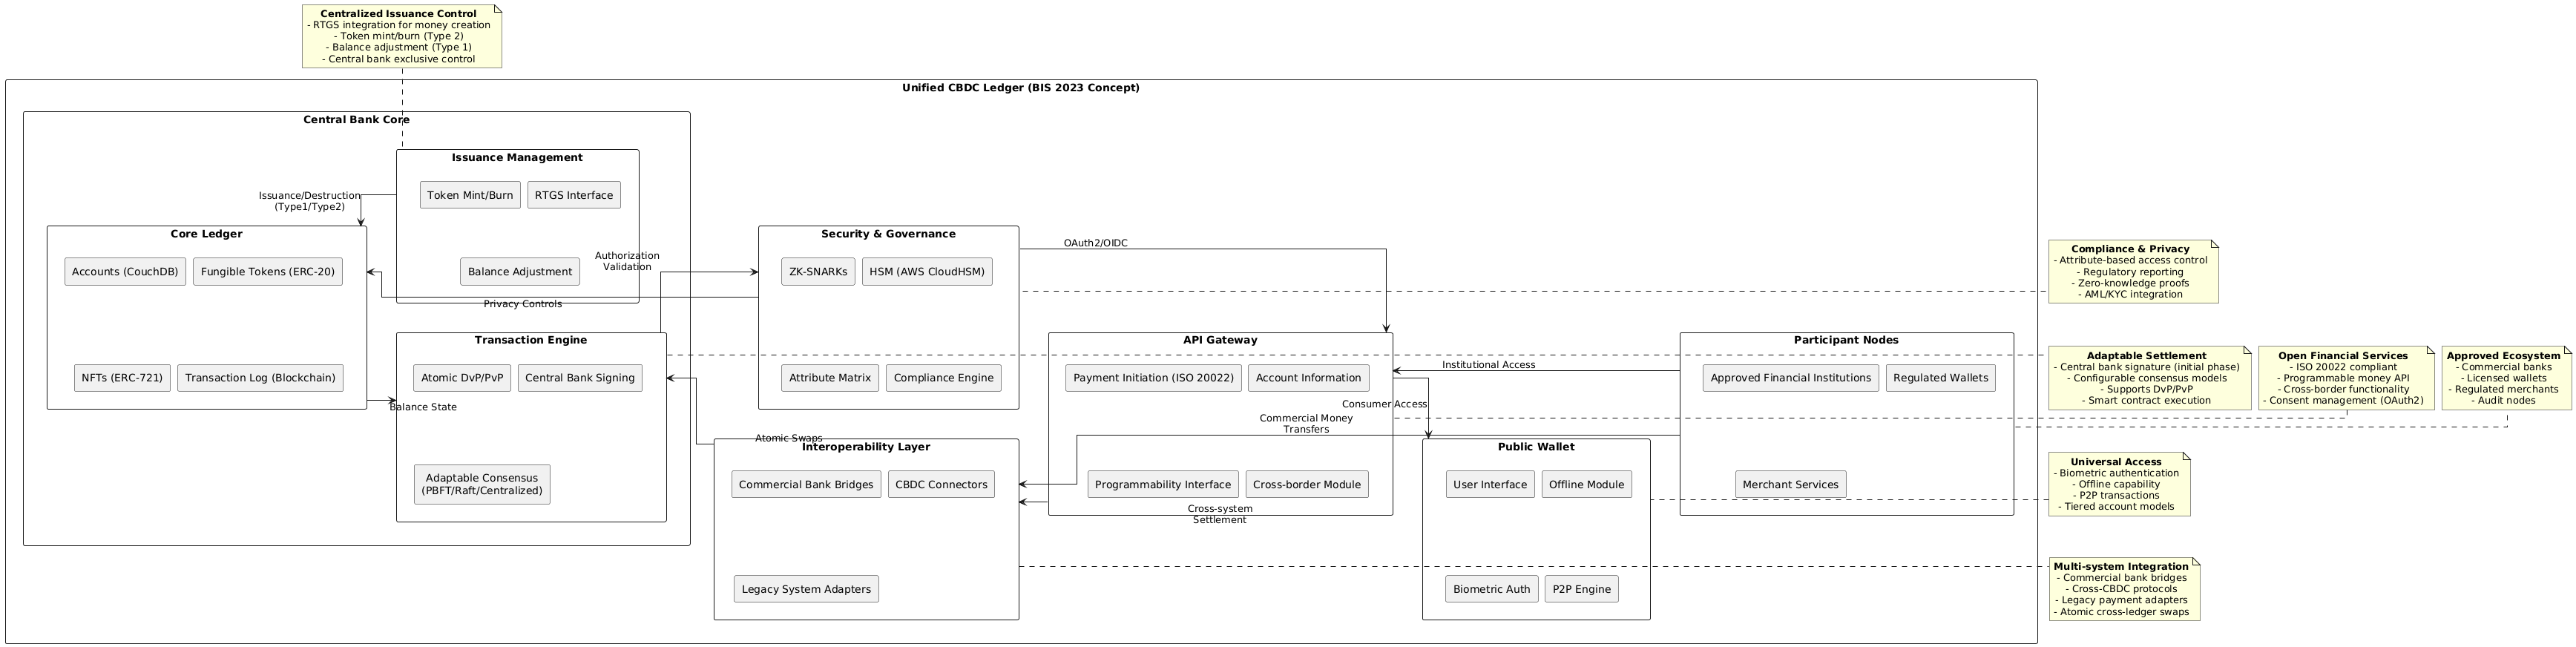 Centralized Issuance Control
- RTGS integration for money creation
- Token mint/burn (Type 2)
- Balance adjustment (Type 1)
- Central bank exclusive control
Unified CBDC Ledger (BIS 2023 Concept)
Central Bank Core
Issuance Management
Token Mint/Burn
RTGS Interface
Balance Adjustment
Issuance/Destruction
(Type1/Type2)
Core Ledger
Accounts (CouchDB)
Fungible Tokens (ERC-20)
NFTs (ERC-721)
Transaction Log (Blockchain)
Authorization
Validation
Privacy Controls
Balance State
Transaction Engine
Atomic DvP/PvP
Central Bank Signing
Adaptable Consensus
(PBFT/Raft/Centralized)
Security & Governance
ZK-SNARKs
HSM (AWS CloudHSM)
Attribute Matrix
Compliance Engine
OAuth2/OIDC
Atomic Swaps
Interoperability Layer
Commercial Bank Bridges
CBDC Connectors
Legacy System Adapters
API Gateway
Payment Initiation (ISO 20022)
Account Information
Programmability Interface
Cross-border Module
Institutional Access
Consumer Access
Commercial Money
Transfers
Cross-system
Settlement
Public Wallet
User Interface
Offline Module
Biometric Auth
P2P Engine
Participant Nodes
Approved Financial Institutions
Regulated Wallets
Merchant Services
Compliance & Privacy
- Attribute-based access control
- Regulatory reporting
- Zero-knowledge proofs
- AML/KYC integration
Adaptable Settlement
- Central bank signature (initial phase)
- Configurable consensus models
- Supports DvP/PvP
- Smart contract execution
Open Financial Services
- ISO 20022 compliant
- Programmable money API
- Cross-border functionality
- Consent management (OAuth2)
Approved Ecosystem
- Commercial banks
- Licensed wallets
- Regulated merchants
- Audit nodes
Universal Access
- Biometric authentication
- Offline capability
- P2P transactions
- Tiered account models
Multi-system Integration
- Commercial bank bridges
- Cross-CBDC protocols
- Legacy payment adapters
- Atomic cross-ledger swaps